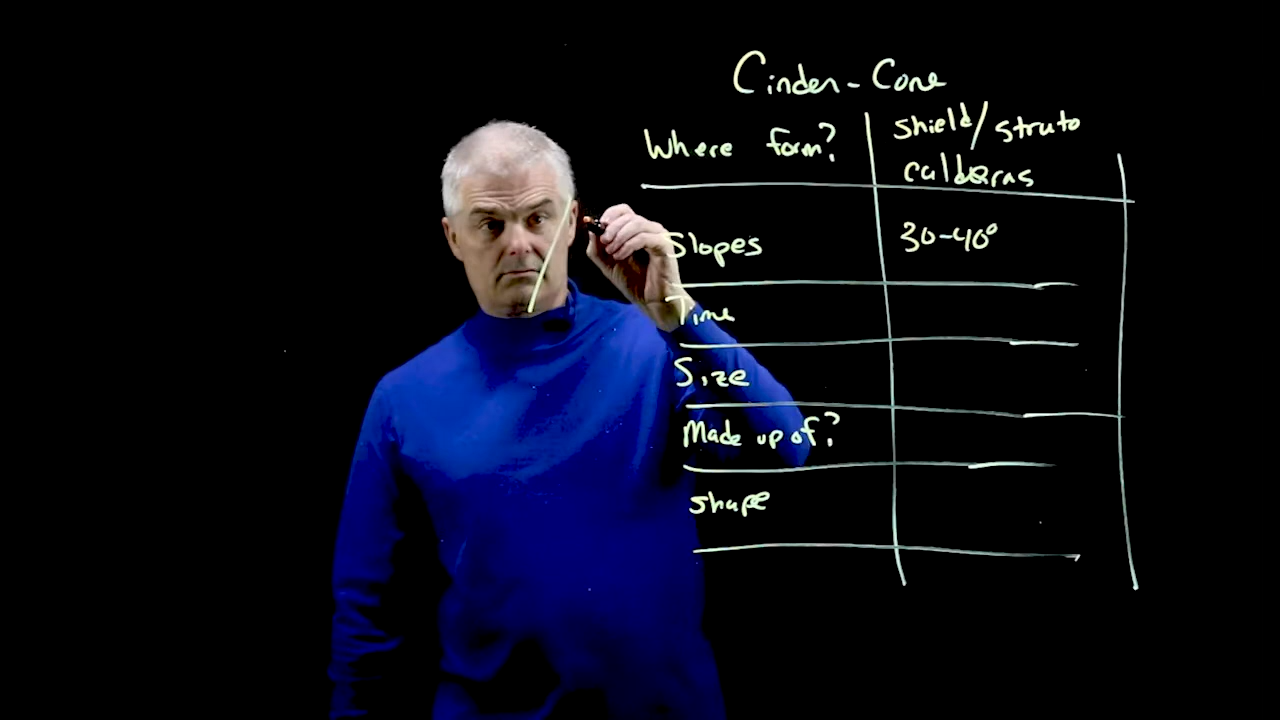 Cinder-Cone
Where form? shield/strato
calderas
Slopes 30-40°
Time
Size
Made up of?
shape